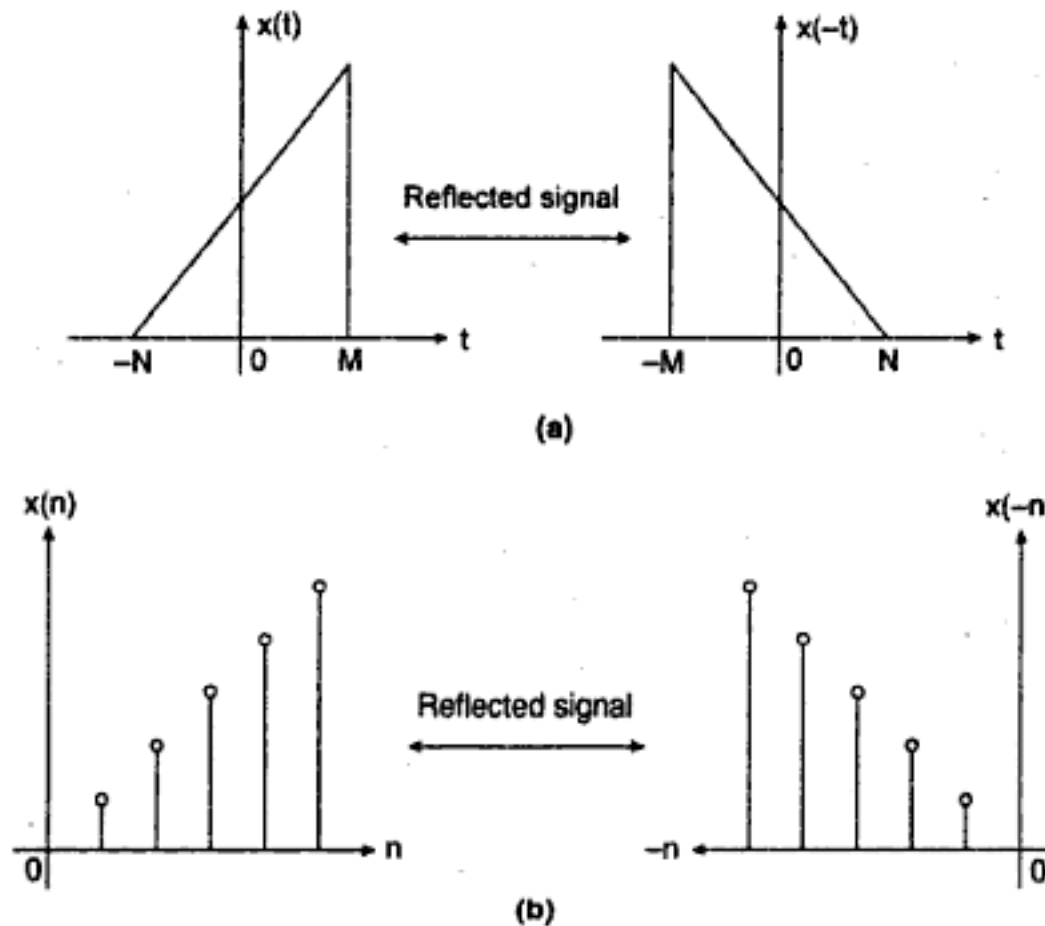 x(t)
x(–t)
Reflected signal
–N 0 M t
–M 0 N t
(a)
x(n)
x(–n
Reflected signal
0 n
–n 0
(b)